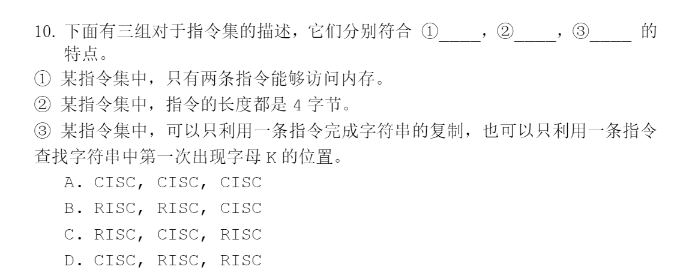 10. 下面有三组对于指令集的描述，它们分别符合 ①____，②____，③____ 的
特点。
① 某指令集中，只有两条指令能够访问内存。
② 某指令集中，指令的长度都是 4 字节。
③ 某指令集中，可以只利用一条指令完成字符串的复制，也可以只利用一条指令
查找字符串中第一次出现字母 K 的位置。
A. CISC, CISC, CISC
B. RISC, RISC, CISC
C. RISC, CISC, RISC
D. CISC, RISC, RISC